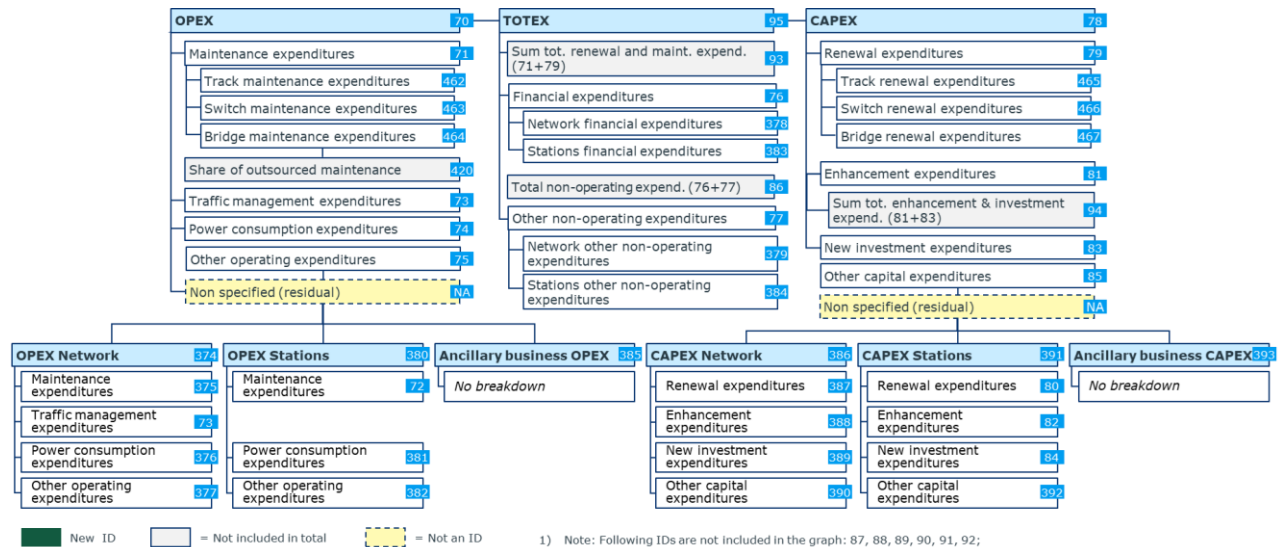 OPEX 70
TOTEX 95
CAPEX 78
Maintenance expenditures 71
Track maintenance expenditures 462
Switch maintenance expenditures 463
Bridge maintenance expenditures 464
Share of outsourced maintenance 420
Traffic management expenditures 73
Power consumption expenditures 74
Other operating expenditures 75
Non specified (residual) NA
Sum tot. renewal and maint. expend.
(71+79) 93
Financial expenditures 76
Network financial expenditures 378
Stations financial expenditures 383
Total non-operating expend. (76+77) 86
Other non-operating expenditures 77
Network other non-operating
expenditures 379
Stations other non-operating
expenditures 384
Renewal expenditures 79
Track renewal expenditures 465
Switch renewal expenditures 466
Bridge renewal expenditures 467
Enhancement expenditures 81
Sum tot. enhancement & investment
expend. (81+83) 94
New investment expenditures 83
Other capital expenditures 85
Non specified (residual) NA
OPEX Network 374
Maintenance
expenditures 375
Traffic management
expenditures 73
Power consumption
expenditures 376
Other operating
expenditures 377
OPEX Stations 380
Maintenance
expenditures 72
Power consumption
expenditures 381
Other operating
expenditures 382
Ancillary business OPEX 385
No breakdown
CAPEX Network 386
Renewal expenditures 387
Enhancement
expenditures 388
New investment
expenditures 389
Other capital
expenditures 390
CAPEX Stations 391
Renewal expenditures 80
Enhancement
expenditures 82
New investment
expenditures 84
Other capital
expenditures 392
Ancillary business CAPEX 393
No breakdown
New ID
= Not included in total
= Not an ID
1) Note: Following IDs are not included in the graph: 87, 88, 89, 90, 91, 92;